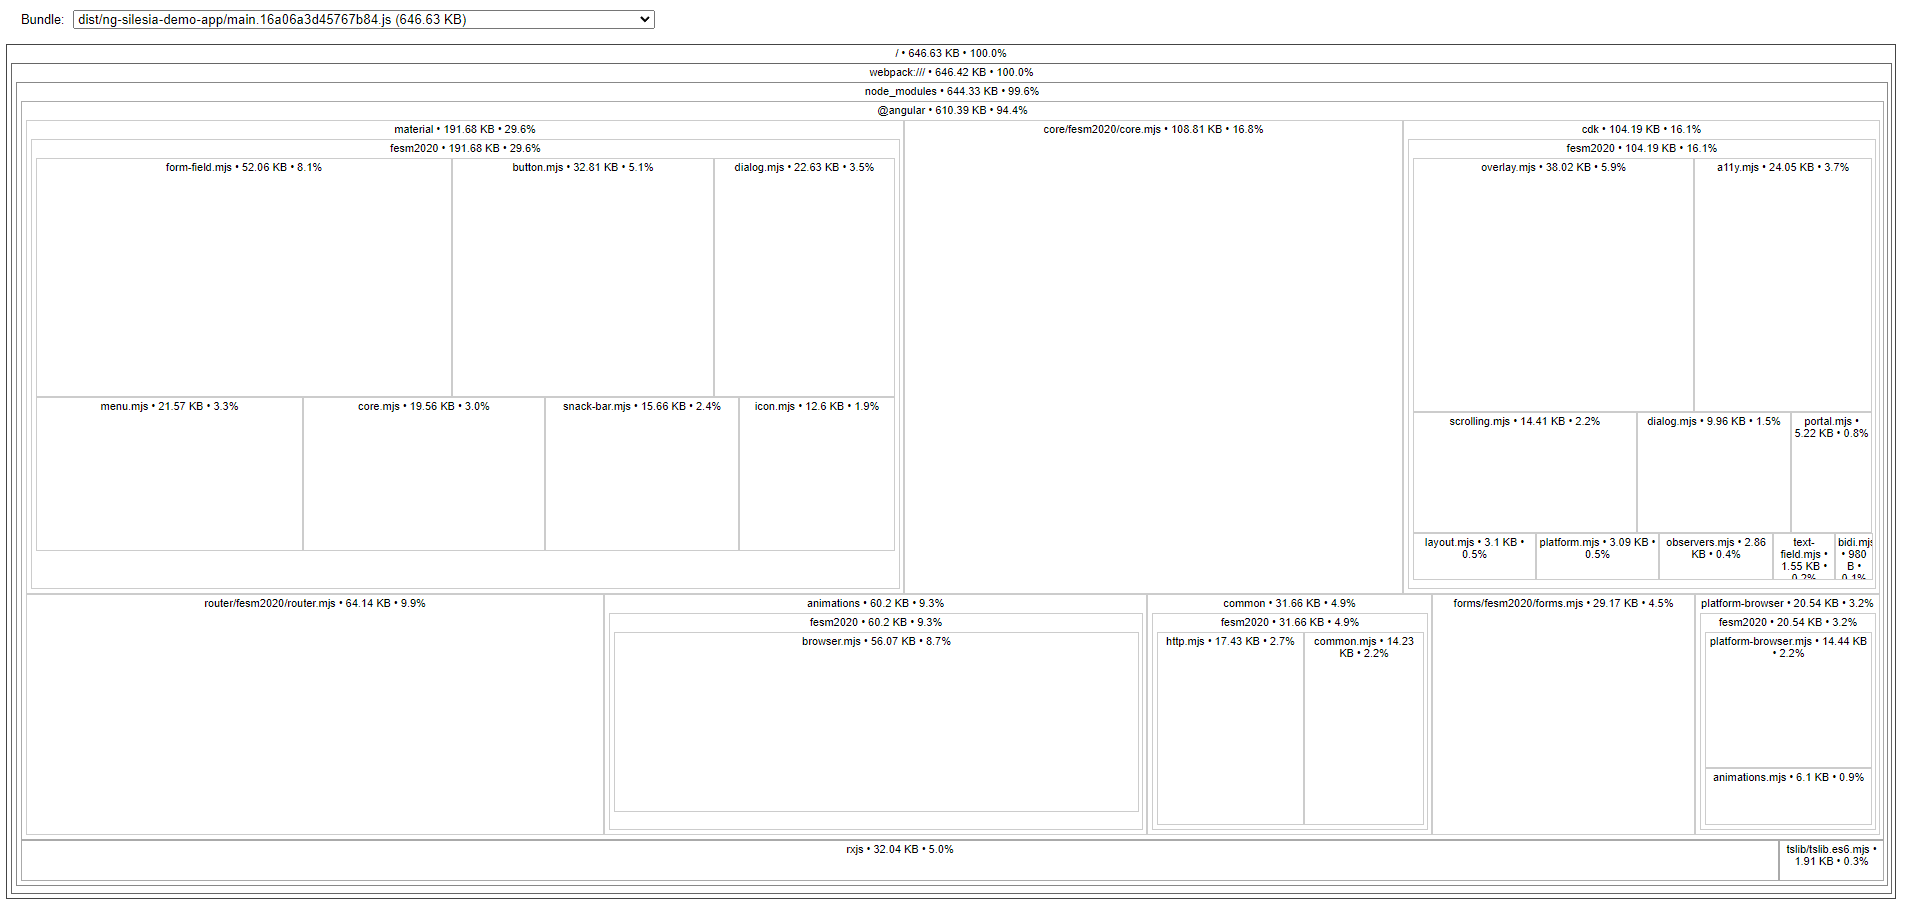 Bundle: dist/ng-silesia-demo-app/main.16a06a3d45767b84.js (646.63 KB)
/ • 646.63 KB • 100.0%
webpack:/// • 646.42 KB • 100.0%
node_modules • 644.33 KB • 99.6%
@angular • 610.39 KB • 94.4%
material • 191.68 KB • 29.6%
fesm2020 • 191.68 KB • 29.6%
form-field.mjs • 52.06 KB • 8.1%
button.mjs • 32.81 KB • 5.1%
dialog.mjs • 22.63 KB • 3.5%
menu.mjs • 21.57 KB • 3.3%
core.mjs • 19.56 KB • 3.0%
snack-bar.mjs • 15.66 KB • 2.4%
icon.mjs • 12.6 KB • 1.9%
core/fesm2020/core.mjs • 108.81 KB • 16.8%
cdk • 104.19 KB • 16.1%
fesm2020 • 104.19 KB • 16.1%
overlay.mjs • 38.02 KB • 5.9%
a11y.mjs • 24.05 KB • 3.7%
scrolling.mjs • 14.41 KB • 2.2%
dialog.mjs • 9.96 KB • 1.5%
portal.mjs •
5.22 KB • 0.8%
layout.mjs • 3.1 KB •
0.5%
platform.mjs • 3.09 KB •
0.5%
observers.mjs • 2.86
KB • 0.4%
text-
field.mjs •
1.55 KB •
0.2%
bidi.mjs
• 980
B •
0.1%
router/fesm2020/router.mjs • 64.14 KB • 9.9%
animations • 60.2 KB • 9.3%
fesm2020 • 60.2 KB • 9.3%
browser.mjs • 56.07 KB • 8.7%
common • 31.66 KB • 4.9%
fesm2020 • 31.66 KB • 4.9%
http.mjs • 17.43 KB • 2.7%
common.mjs • 14.23
KB • 2.2%
forms/fesm2020/forms.mjs • 29.17 KB • 4.5%
platform-browser • 20.54 KB • 3.2%
fesm2020 • 20.54 KB • 3.2%
platform-browser.mjs • 14.44 KB
• 2.2%
animations.mjs • 6.1 KB • 0.9%
rxjs • 32.04 KB • 5.0%
tslib/tslib.es6.mjs •
1.91 KB • 0.3%